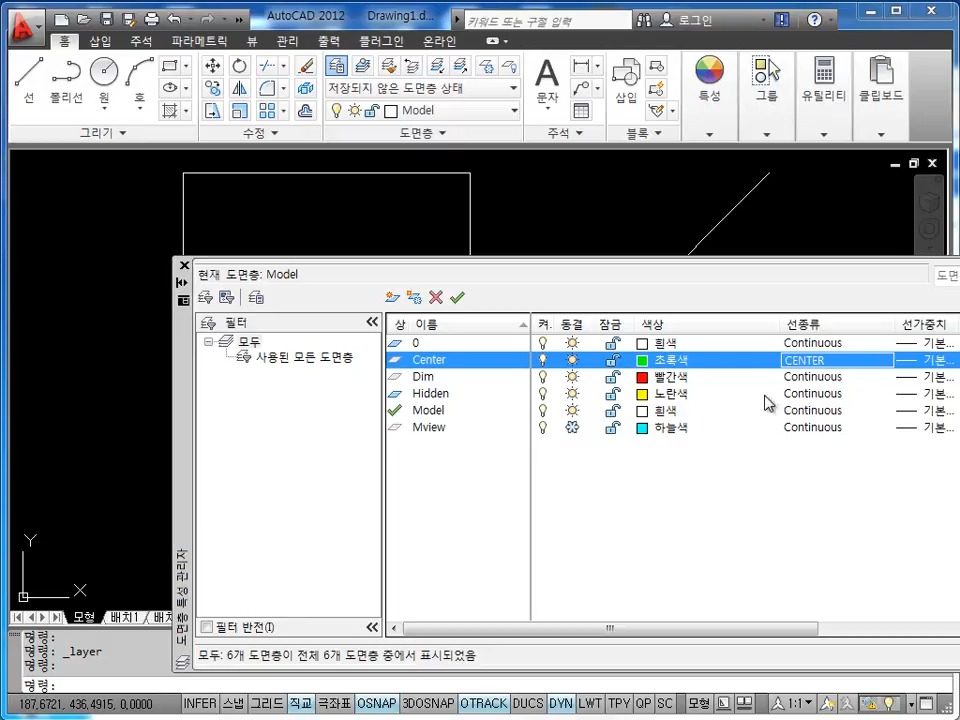 AutoCAD 2012 Drawing1.d... 키워드 또는 구절 입력 로그인
홈 삽입 주석 파라메트릭 뷰 관리 출력 플러그인 온라인
선 폴리선 원 호
저장되지 않은 도면층 상태
Model
문자 삽입 특성 그룹 유틸리티 클립보드
그리기 수정 도면층 주석 블록
현재 도면층: Model 도면
필터
모두
사용된 모든 도면층
필터 반전(I)
상 이름 켜. 동결 잠금 색상 선종류 선가중치
0 흰색 Continuous 기본...
Center 초록색 CENTER 기본...
Dim 빨간색 Continuous 기본...
Hidden 노란색 Continuous 기본...
Model 흰색 Continuous 기본...
Mview 하늘색 Continuous 기본...
모두: 6개 도면층이 전체 6개 도면층 중에서 표시되었음
도면층 특성 관리자
Y
X
모형 배치1 배치
명령:
명령: _layer
명령:
명령:
187,6721, 436,4915, 0,0000 INFER 스냅 그리드 직교 극좌표 OSNAP 3DOSNAP OTRACK DUCS DYN LWT TPY QP SC 모형 1:1